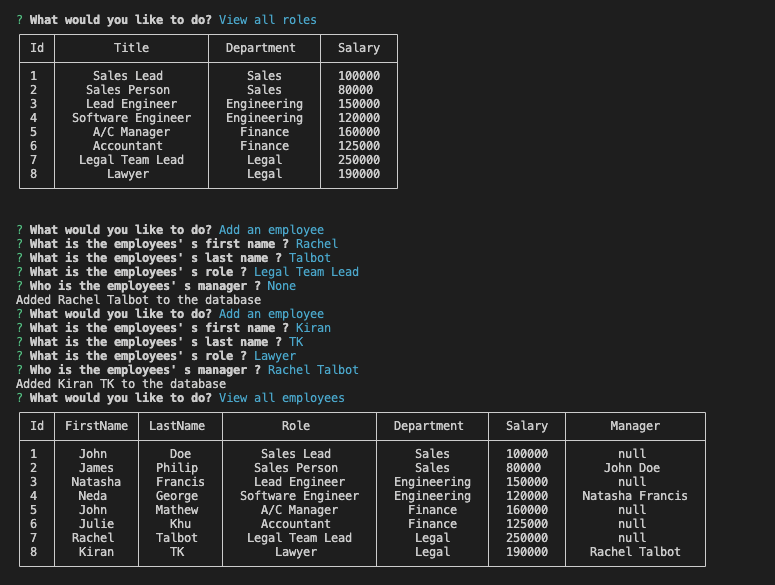 ? What would you like to do? View all roles
Id Title Department Salary
1 Sales Lead Sales 100000
2 Sales Person Sales 80000
3 Lead Engineer Engineering 150000
4 Software Engineer Engineering 120000
5 A/C Manager Finance 160000
6 Accountant Finance 125000
7 Legal Team Lead Legal 250000
8 Lawyer Legal 190000
? What would you like to do? Add an employee
? What is the employees' s first name ? Rachel
? What is the employees' s last name ? Talbot
? What is the employees' s role ? Legal Team Lead
? Who is the employees' s manager ? None
Added Rachel Talbot to the database
? What would you like to do? Add an employee
? What is the employees' s first name ? Kiran
? What is the employees' s last name ? TK
? What is the employees' s role ? Lawyer
? Who is the employees' s manager ? Rachel Talbot
Added Kiran TK to the database
? What would you like to do? View all employees
Id FirstName LastName Role Department Salary Manager
1 John Doe Sales Lead Sales 100000 null
2 James Philip Sales Person Sales 80000 John Doe
3 Natasha Francis Lead Engineer Engineering 150000 null
4 Neda George Software Engineer Engineering 120000 Natasha Francis
5 John Mathew A/C Manager Finance 160000 null
6 Julie Khu Accountant Finance 125000 null
7 Rachel Talbot Legal Team Lead Legal 250000 null
8 Kiran TK Lawyer Legal 190000 Rachel Talbot